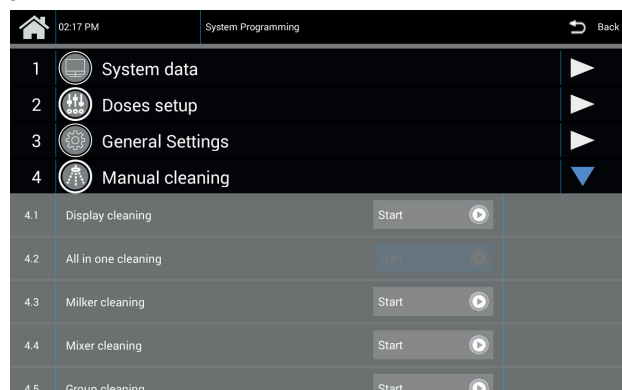 02:17 PM System Programming Back
1 System data
2 Doses setup
3 General Settings
4 Manual cleaning
4.1 Display cleaning Start
4.2 All in one cleaning Start
4.3 Milker cleaning Start
4.4 Mixer cleaning Start
4.5 Group cleaning Start